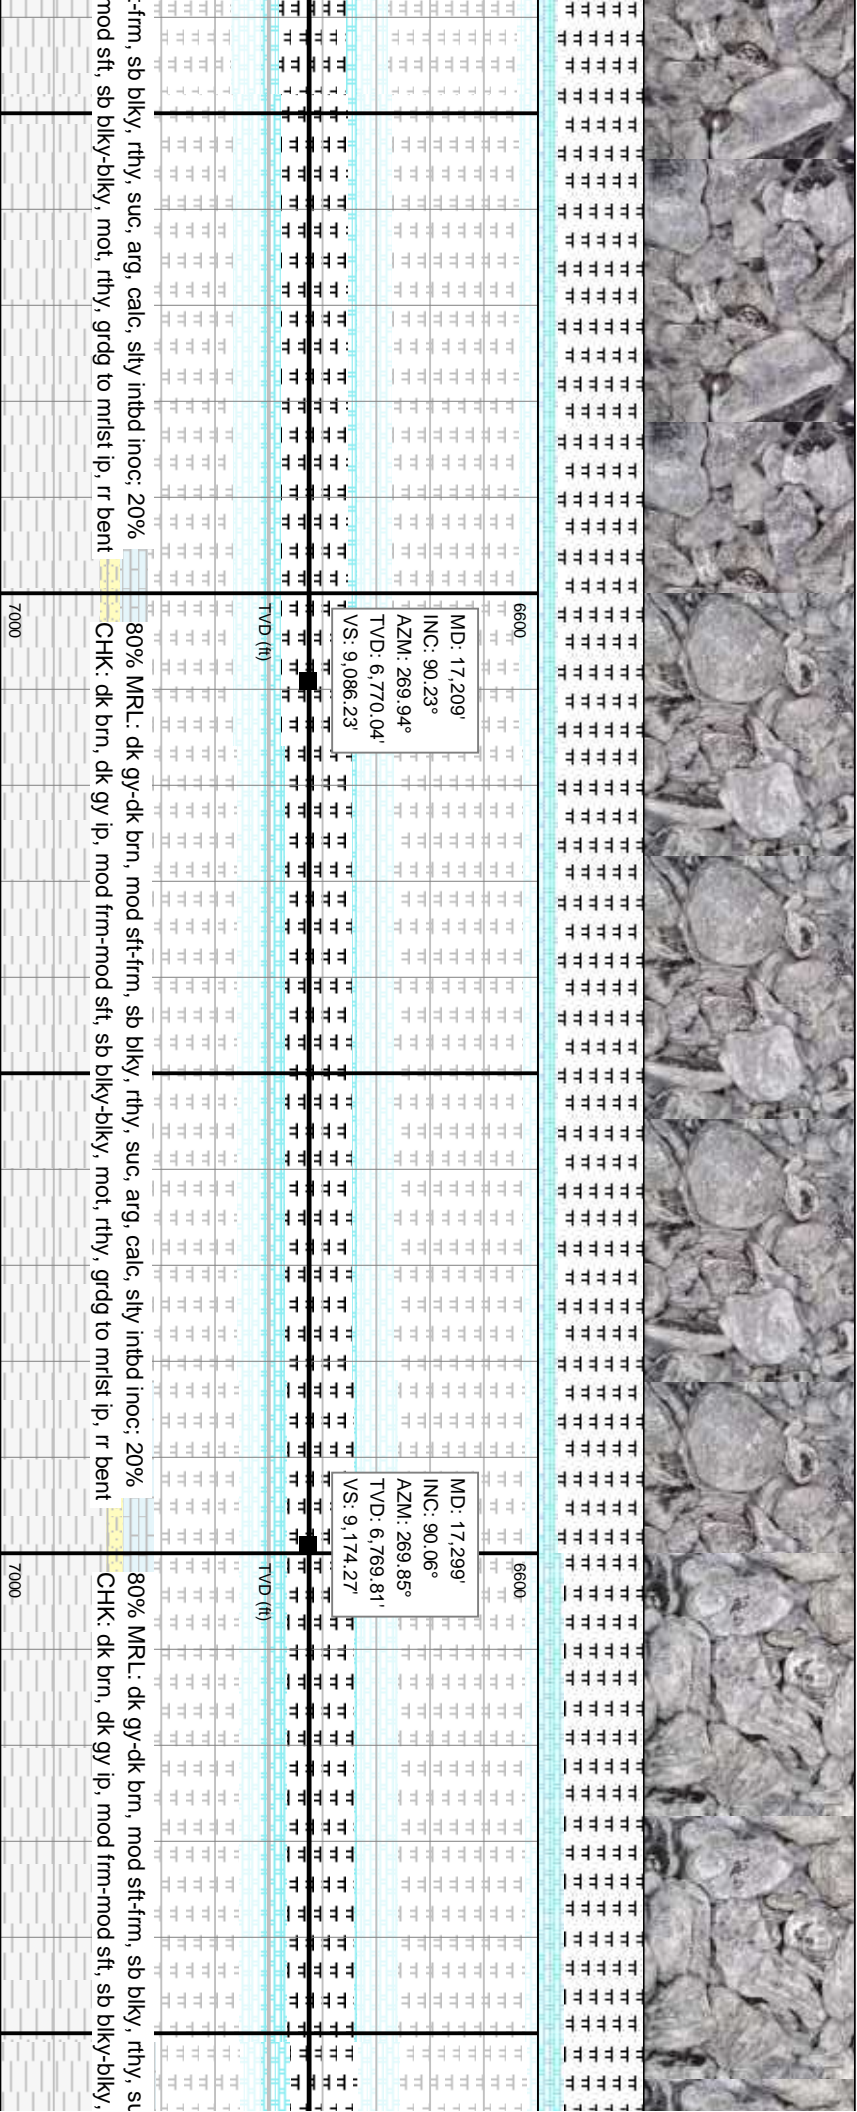 :-frm, sb blky, rthy, suc, arg, calc, slty intbd inoc; 20%
mod sft, sb blky-blky, mot, rthy, grdg to mrlst ip, rr bent
6600
TVD (ft)
7000
MD: 17,209'
INC: 90.23°
AZM: 269.94°
TVD: 6,770.04'
VS: 9,086.23'
80% MRL: dk gy-dk brn, mod sft-frm, sb blky, rthy, suc, arg, calc, slty intbd inoc; 20%
CHK: dk brn, dk gy ip, mod frm-mod sft, sb blky-blky, mot, rthy, grdg to mrlst ip, rr bent
MD: 17,299'
INC: 90.06°
AZM: 269.85°
TVD: 6,769.81'
VS: 9,174.27'
6600
TVD (ft)
7000
80% MRL: dk gy-dk brn, mod sft-frm, sb blky, rthy, su
CHK: dk brn, dk gy ip, mod frm-mod sft, sb blky-blky,